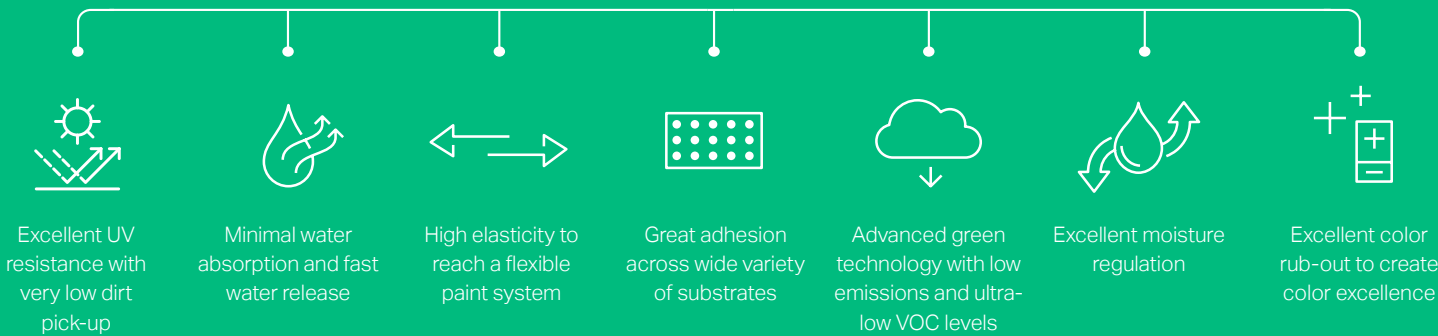 Excellent UV
resistance with
very low dirt
pick-up
Minimal water
absorption and fast
water release
High elasticity to
reach a flexible
paint system
Great adhesion
across wide variety
of substrates
Advanced green
technology with low
emissions and ultra-
low VOC levels
Excellent moisture
regulation
Excellent color
rub-out to create
color excellence